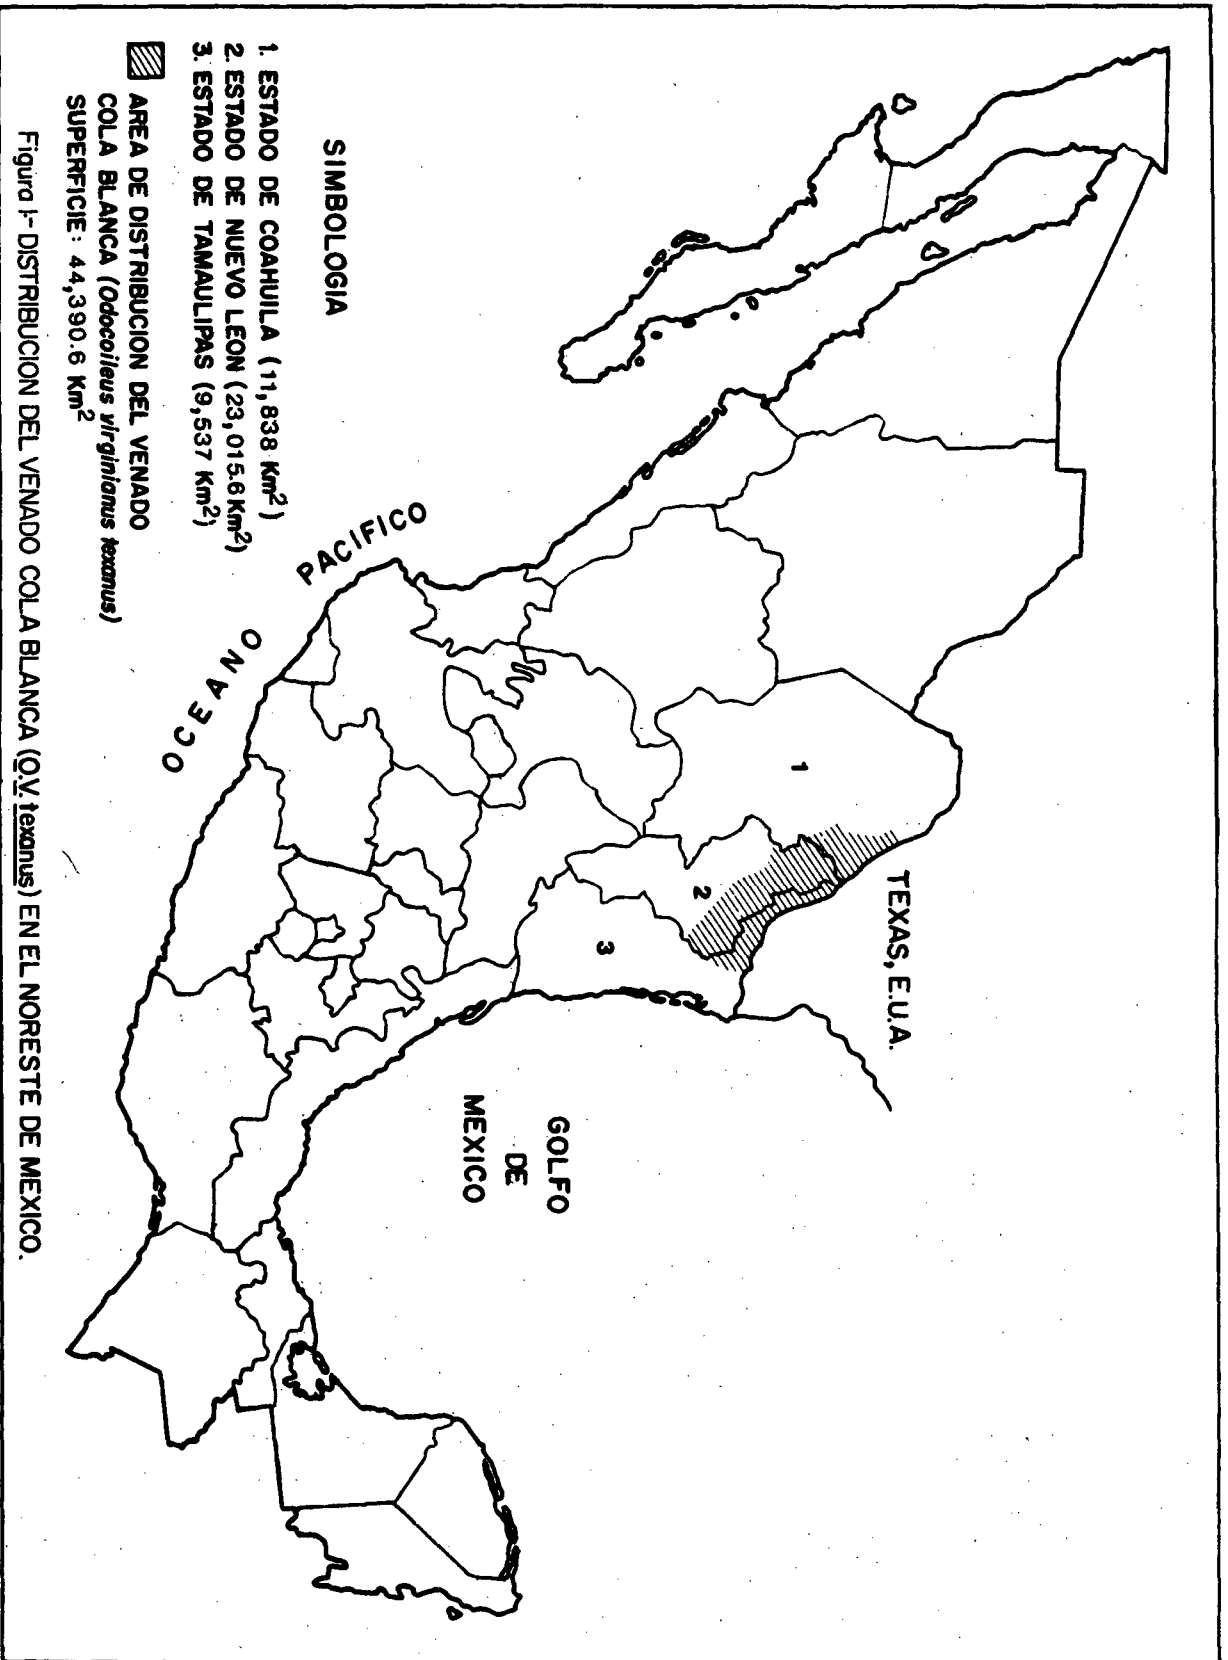 TEXAS, E.U.A.
1
2
3
GOLFO
DE
MEXICO
OCEANO PACIFICO
SIMBOLOGIA
1. ESTADO DE COAHUILA (11,838 Km²)
2. ESTADO DE NUEVO LEON (23,015.6 Km²)
3. ESTADO DE TAMAULIPAS (9,537 Km²)
AREA DE DISTRIBUCION DEL VENADO
COLA BLANCA (Odocoileus virginianus texanus)
SUPERFICIE: 44,390.6 Km²
Figura 1- DISTRIBUCION DEL VENADO COLA BLANCA (O.V. texanus) EN EL NORESTE DE MEXICO.